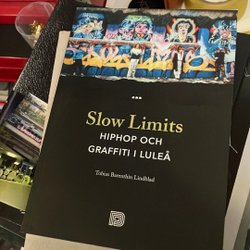 Slow Limits
HIPHOP OCH
GRAFFITI I LULEÅ
Tobias Barenthin Lindblad